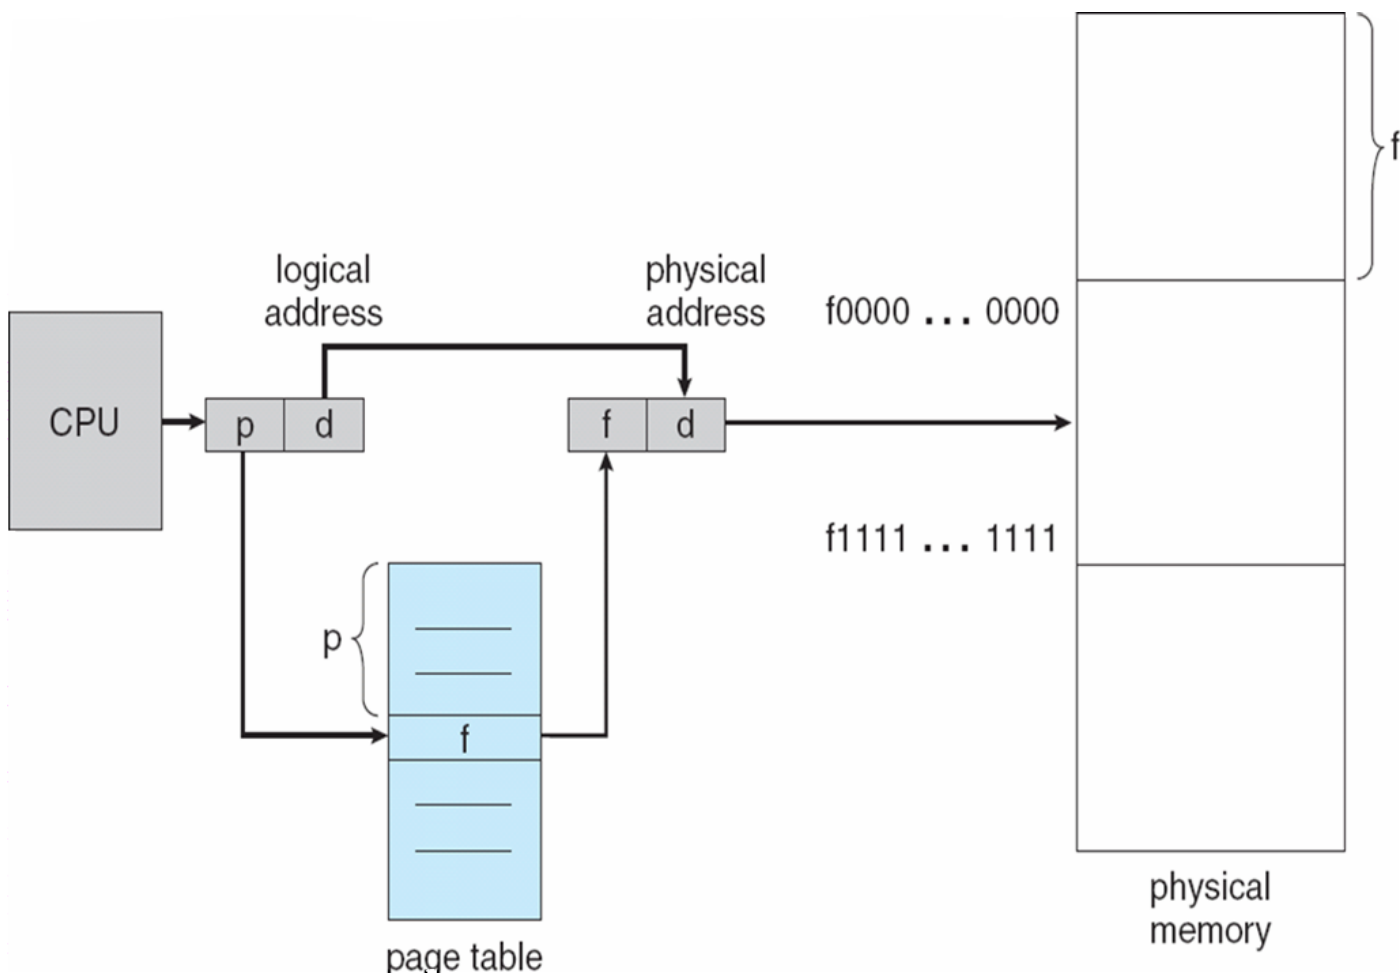 f
logical
address
physical
address
f0000 ... 0000
CPU
p
d
f
d
f1111 ... 1111
p
f
physical
memory
page table